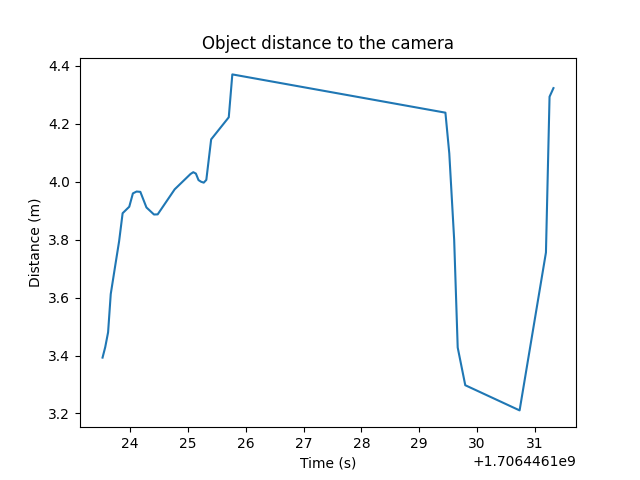 Object distance to the camera
4.4
4.2
4.0
3.8
3.6
3.4
3.2
Distance (m)
24 25 26 27 28 29 30 31
Time (s)
+1.7064461e9